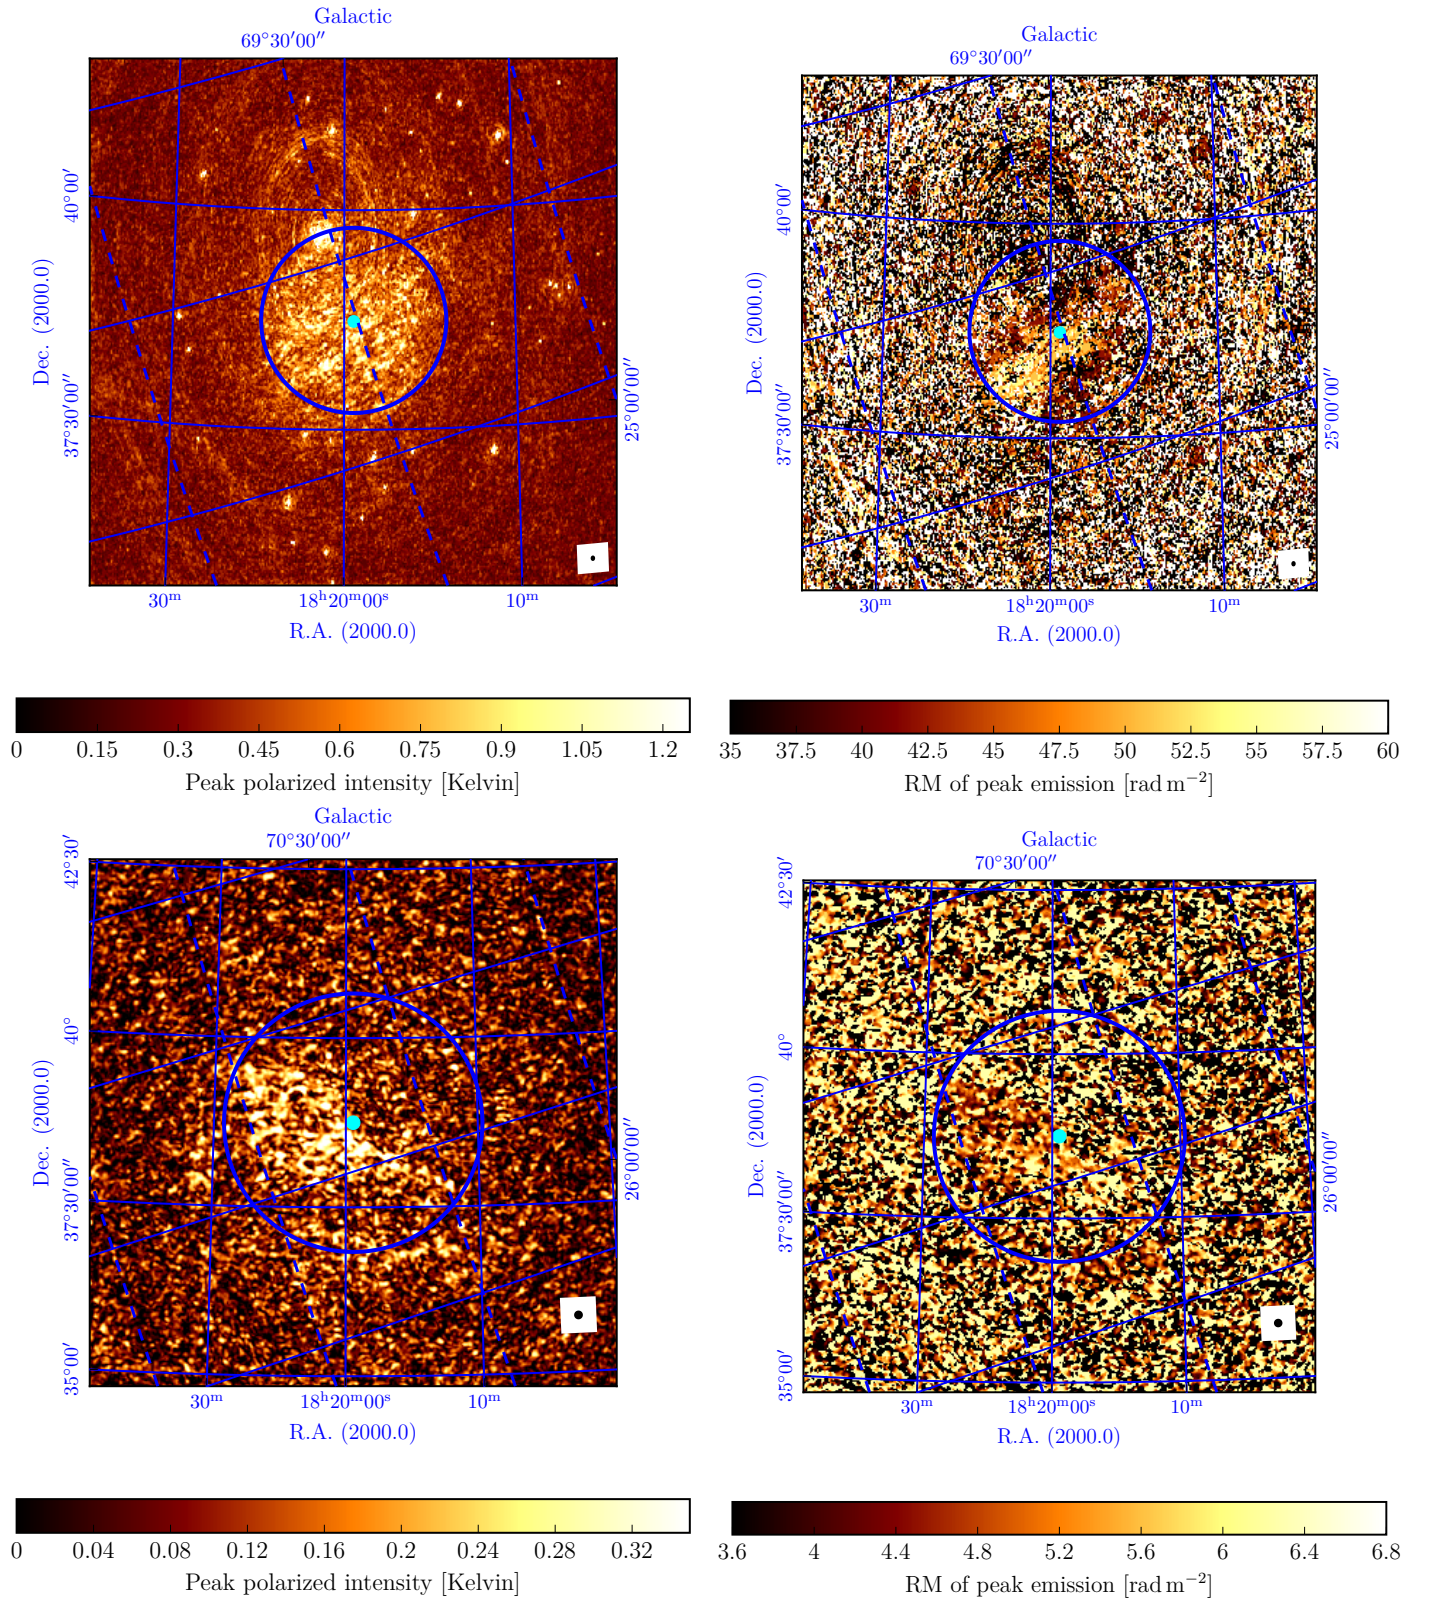 Galactic
69°30′00″
Galactic
69°30′00″
Dec. (2000.0)
40°00′
37°30′00″
25°00′00″
Dec. (2000.0)
40°00′
37°30′00″
25°00′00″
30ᵐ 18ʰ20ᵐ00ˢ 10ᵐ
R.A. (2000.0)
30ᵐ 18ʰ20ᵐ00ˢ 10ᵐ
R.A. (2000.0)
0 0.15 0.3 0.45 0.6 0.75 0.9 1.05 1.2
Peak polarized intensity [Kelvin]
35 37.5 40 42.5 45 47.5 50 52.5 55 57.5 60
RM of peak emission [rad m⁻²]
Galactic
70°30′00″
Galactic
70°30′00″
Dec. (2000.0)
42°30′
40°
37°30′00″
35°00′
26°00′00″
Dec. (2000.0)
42°30′
40°
37°30′00″
35°00′
26°00′00″
30ᵐ 18ʰ20ᵐ00ˢ 10ᵐ
R.A. (2000.0)
30ᵐ 18ʰ20ᵐ00ˢ 10ᵐ
R.A. (2000.0)
0 0.04 0.08 0.12 0.16 0.2 0.24 0.28 0.32
Peak polarized intensity [Kelvin]
3.6 4 4.4 4.8 5.2 5.6 6 6.4 6.8
RM of peak emission [rad m⁻²]